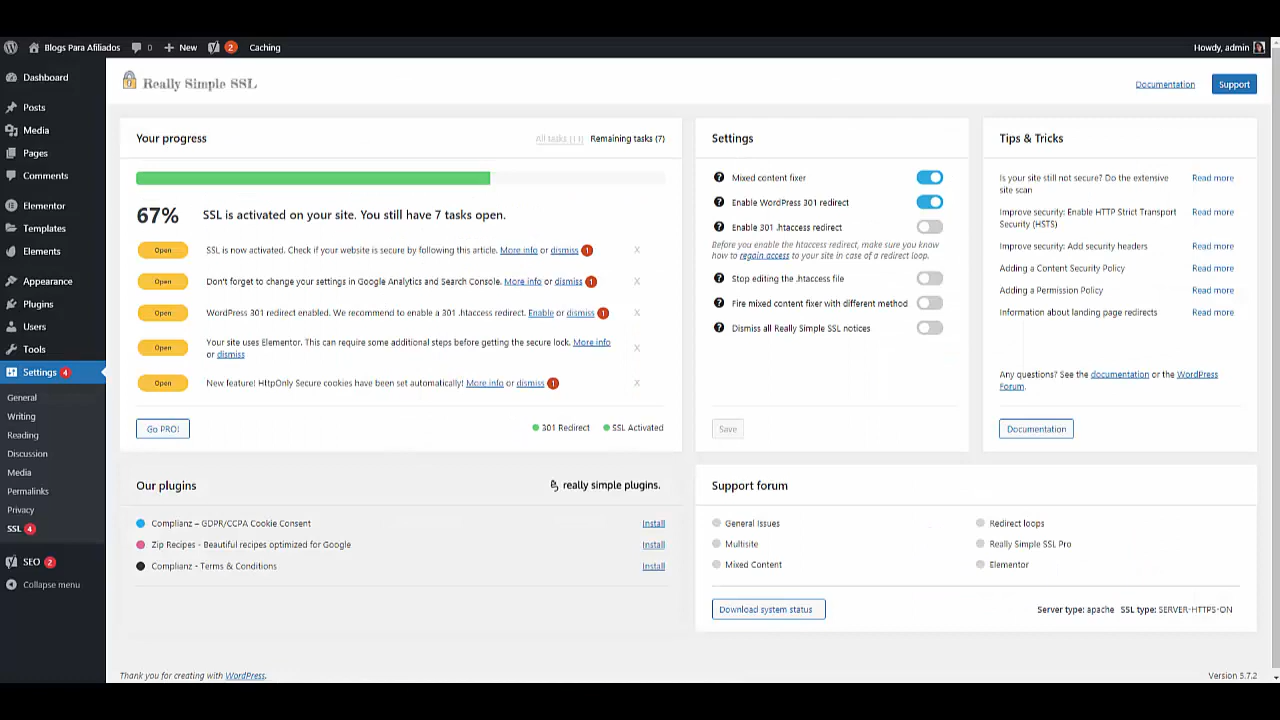 Blogs Para Afiliados 0 New 2 Caching Howdy, admin
Dashboard
Posts
Media
Pages
Comments
Elementor
Templates
Elements
Appearance
Plugins
Users
Tools
Settings 4
General
Writing
Reading
Discussion
Media
Permalinks
Privacy
SSL 4
SEO 2
Collapse menu
Really Simple SSL
Documentation
Support
Your progress
All tasks (11) Remaining tasks (7)
67% SSL is activated on your site. You still have 7 tasks open.
Open SSL is now activated. Check if your website is secure by following this article. More info or dismiss 1 X
Open Don't forget to change your settings in Google Analytics and Search Console. More info or dismiss 1 X
Open WordPress 301 redirect enabled. We recommend to enable a 301 .htaccess redirect. Enable or dismiss 1 X
Open Your site uses Elementor. This can require some additional steps before getting the secure lock. More info
or dismiss X
Open New feature! HttpOnly Secure cookies have been set automatically! More info or dismiss 1 X
Go PRO!
301 Redirect SSL Activated
Settings
? Mixed content fixer
? Enable WordPress 301 redirect
? Enable 301 .htaccess redirect
Before you enable the htaccess redirect, make sure you know
how to regain access to your site in case of a redirect loop.
? Stop editing the .htaccess file
? Fire mixed content fixer with different method
? Dismiss all Really Simple SSL notices
Save
Tips & Tricks
Is your site still not secure? Do the extensive Read more
site scan
Improve security: Enable HTTP Strict Transport Read more
Security (HSTS)
Improve security: Add security headers Read more
Adding a Content Security Policy Read more
Adding a Permission Policy Read more
Information about landing page redirects Read more
Any questions? See the documentation or the WordPress
Forum.
Documentation
Our plugins
really simple plugins.
Complianz – GDPR/CCPA Cookie Consent Install
Zip Recipes - Beautiful recipes optimized for Google Install
Complianz - Terms & Conditions Install
Support forum
General Issues Redirect loops
Multisite Really Simple SSL Pro
Mixed Content Elementor
Download system status
Server type: apache SSL type: SERVER-HTTPS-ON
Thank you for creating with WordPress.
Version 5.7.2